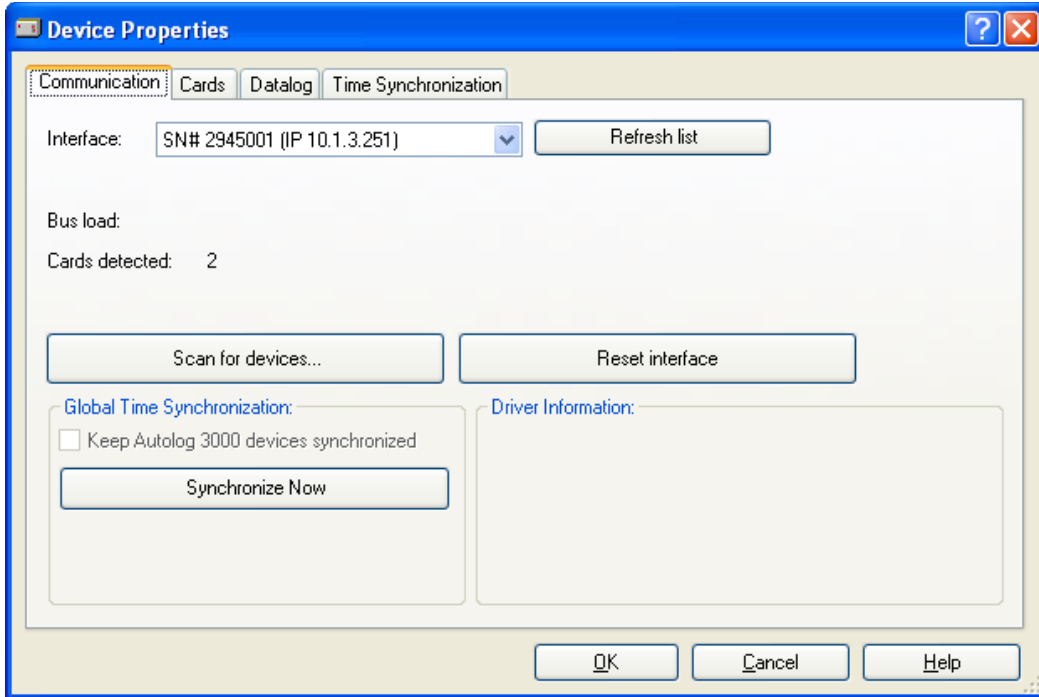 Device Properties
Communication Cards Datalog Time Synchronization
Interface: SN# 2945001 (IP 10.1.3.251) Refresh list
Bus load:
Cards detected: 2
Scan for devices... Reset interface
Global Time Synchronization: Driver Information:
Keep Autolog 3000 devices synchronized
Synchronize Now
OK Cancel Help